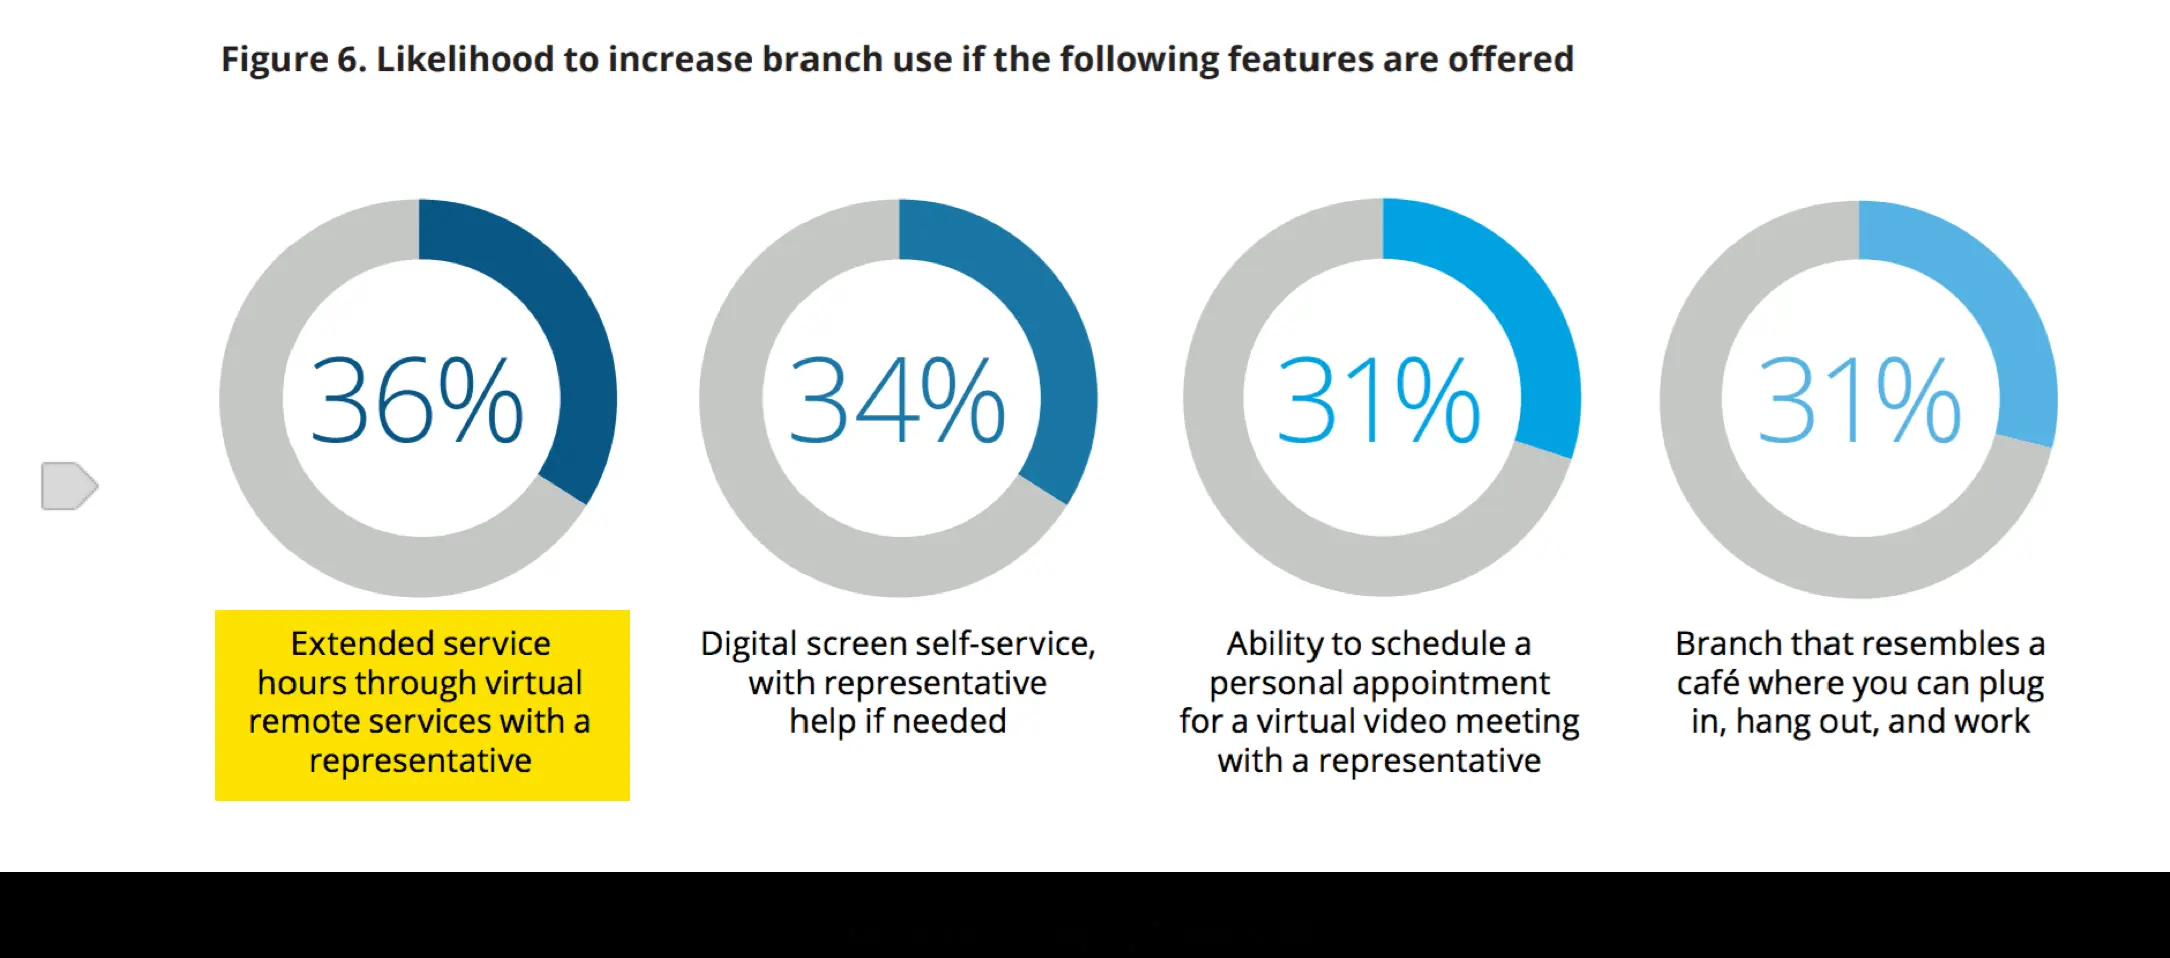 Figure 6. Likelihood to increase branch use if the following features are offered
36%
34%
31%
31%
Extended service
hours through virtual
remote services with a
representative
Digital screen self-service,
with representative
help if needed
Ability to schedule a
personal appointment
for a virtual video meeting
with a representative
Branch that resembles a
café where you can plug
in, hang out, and work